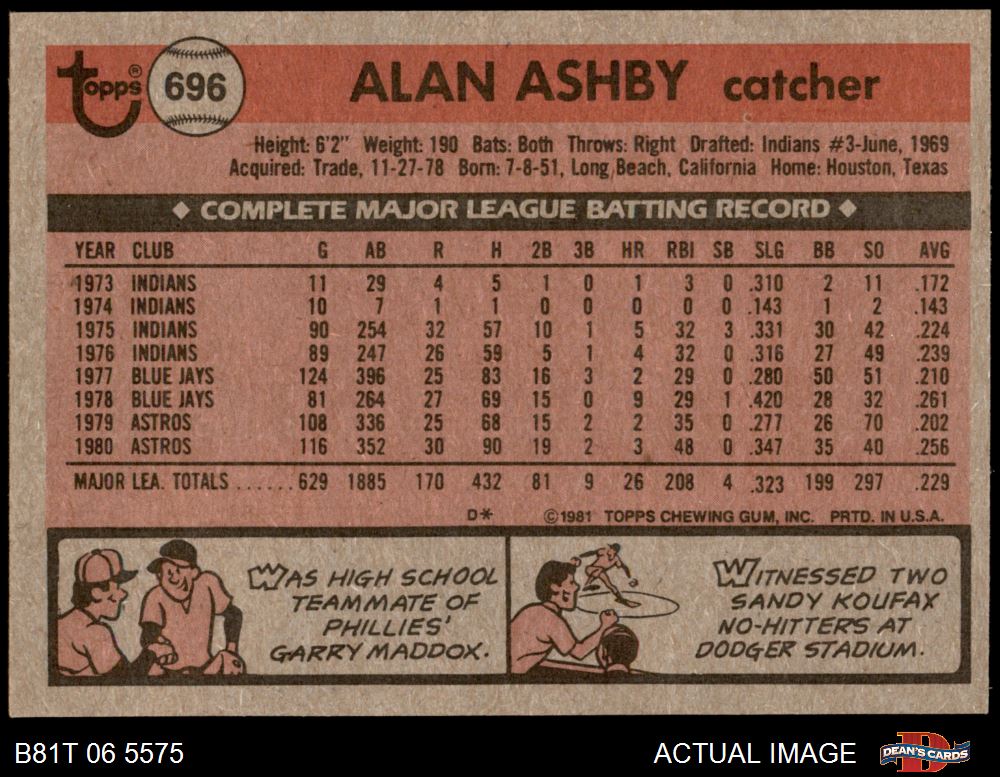 Topps® 696 ALAN ASHBY catcher
Height: 6'2" Weight: 190 Bats: Both Throws: Right Drafted: Indians #3-June, 1969
Acquired: Trade, 11-27-78 Born: 7-8-51, Long Beach, California Home: Houston, Texas
◆ COMPLETE MAJOR LEAGUE BATTING RECORD ◆
YEAR CLUB G AB R H 2B 3B HR RBI SB SLG BB SO AVG
1973 INDIANS 11 29 4 5 1 0 1 3 0 .310 2 11 .172
1974 INDIANS 10 7 1 1 0 0 0 0 0 .143 1 2 .143
1975 INDIANS 90 254 32 57 10 1 5 32 3 .331 30 42 .224
1976 INDIANS 89 247 26 59 5 1 4 32 0 .316 27 49 .239
1977 BLUE JAYS 124 396 25 83 16 3 2 29 0 .280 50 51 .210
1978 BLUE JAYS 81 264 27 69 15 0 9 29 1 .420 28 32 .261
1979 ASTROS 108 336 25 68 15 2 2 35 0 .277 26 70 .202
1980 ASTROS 116 352 30 90 19 2 3 48 0 .347 35 40 .256
MAJOR LEA. TOTALS ......629 1885 170 432 81 9 26 208 4 .323 199 297 .229
D* ©1981 TOPPS CHEWING GUM, INC. PRTD. IN U.S.A.
WAS HIGH SCHOOL
TEAMMATE OF
PHILLIES'
GARRY MADDOX.
WITNESSED TWO
SANDY KOUFAX
NO-HITTERS AT
DODGER STADIUM.
B81T 06 5575 ACTUAL IMAGE DEAN'S CARDS